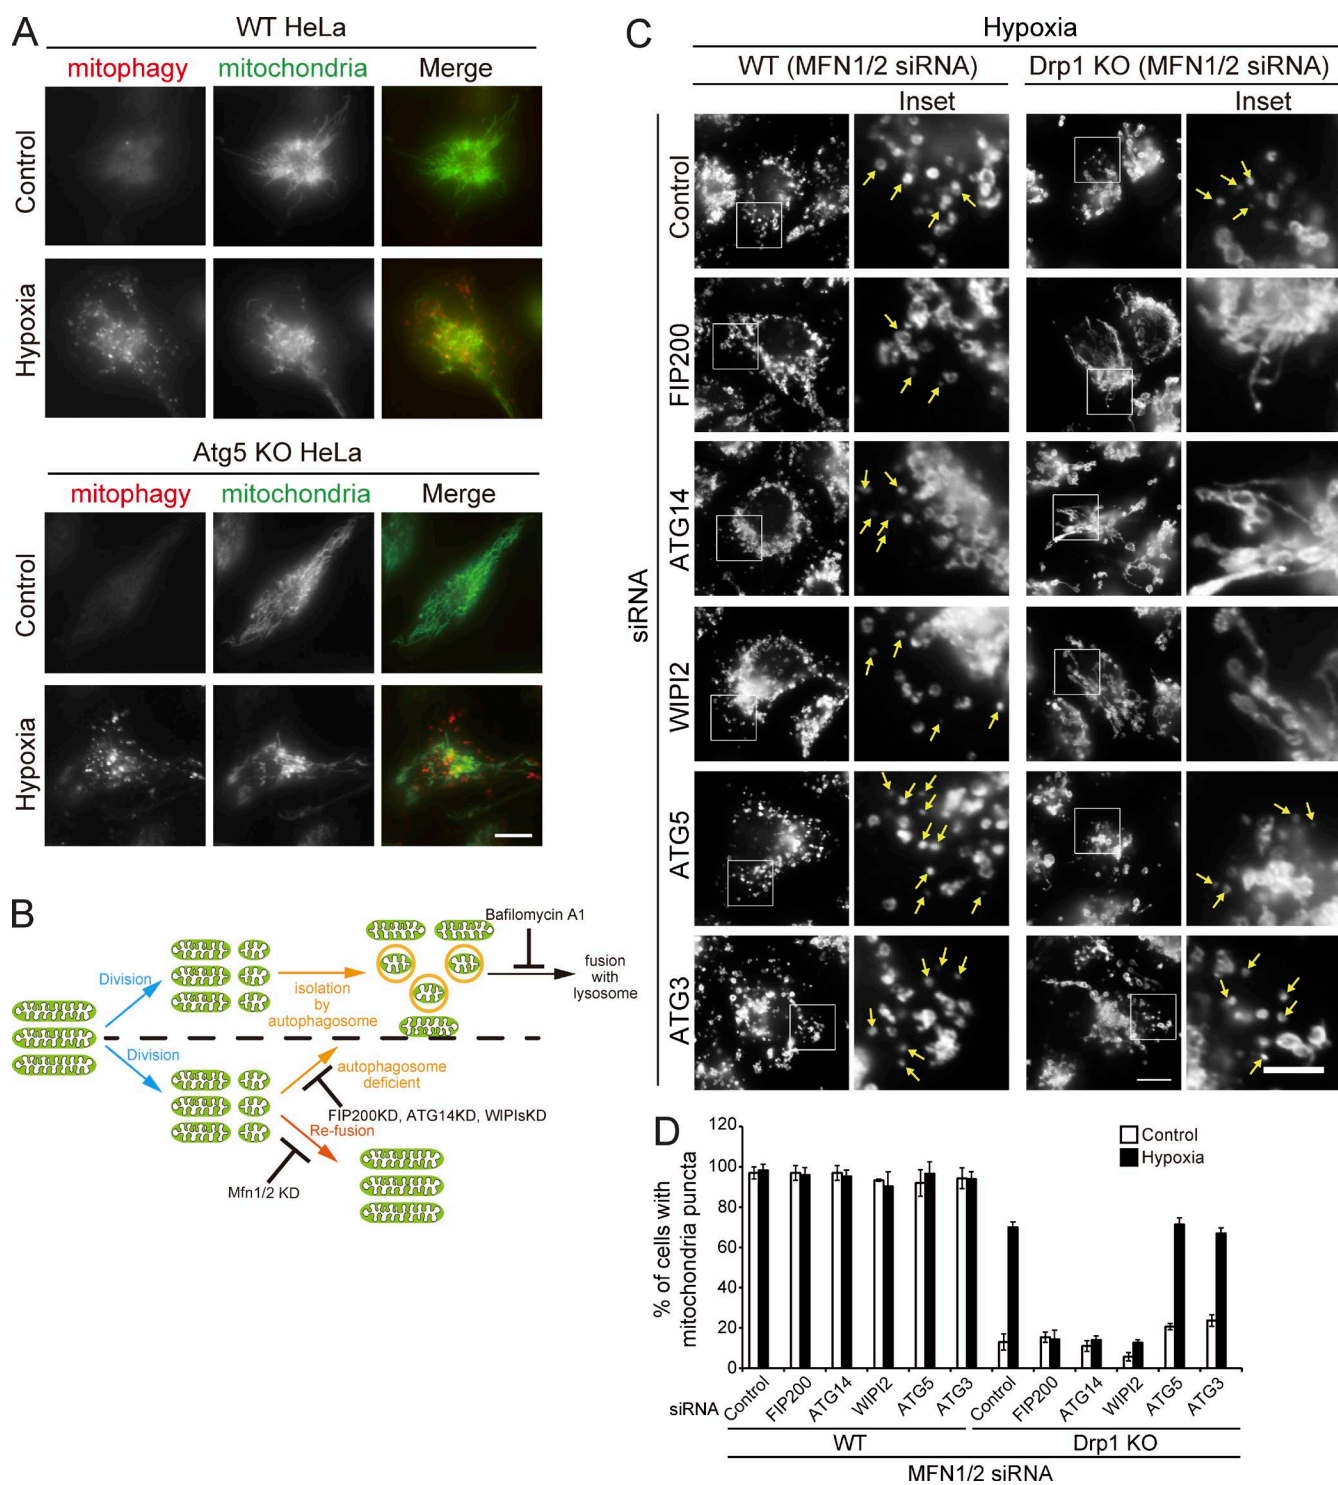 A
WT HeLa
mitophagy mitochondria Merge
Control
Hypoxia
Atg5 KO HeLa
mitophagy mitochondria Merge
Control
Hypoxia
B
Division
isolation
by
autophagosome
Bafilomycin A1
fusion
with
lysosome
Division
autophagosome
deficient
FIP200KD, ATG14KD, WIPIsKD
Re-fusion
Mfn1/2 KD
C
Hypoxia
WT (MFN1/2 siRNA) Drp1 KO (MFN1/2 siRNA)
Inset Inset
siRNA
Control
FIP200
ATG14
WIPI2
ATG5
ATG3
D
% of cells with
mitochondria puncta
120
100
80
60
40
20
0
Control
Hypoxia
siRNA Control FIP200 ATG14 WIPI2 ATG5 ATG3 Control FIP200 ATG14 WIPI2 ATG5 ATG3
WT Drp1 KO
MFN1/2 siRNA